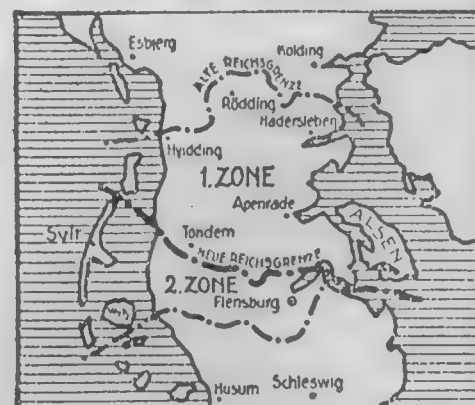 Esbjerg
Kolding
ALTE REICHSGRENZE
Rödding
Hadersleben
Hvidding
1. ZONE
Apenrade
ALSEN
Sylt
Tondern
NEUE REICHSGRENZE
2. ZONE
Flensburg
Husum
Schleswig